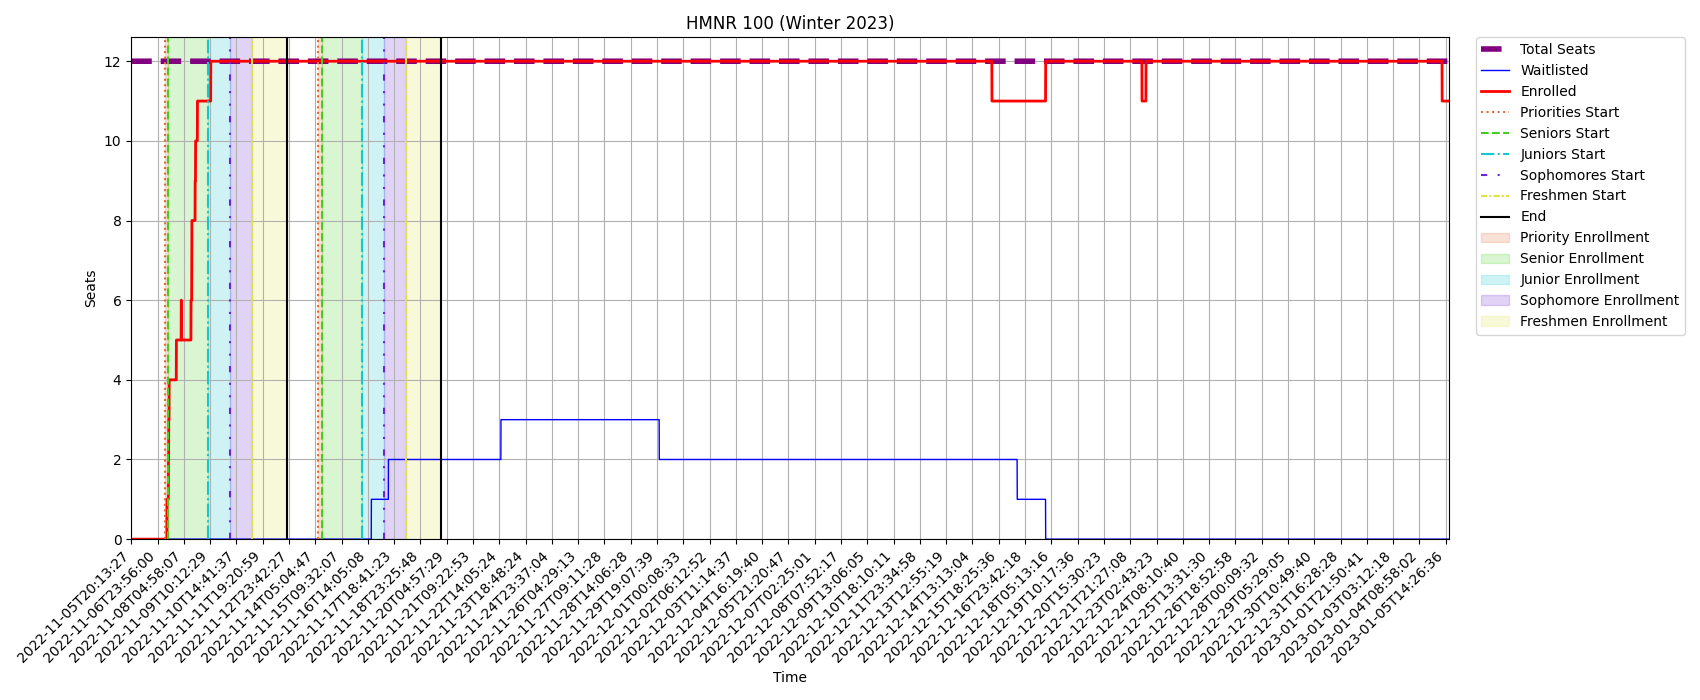 HMNR 100 (Winter 2023)
Seats
12
10
8
6
4
2
0
2022-11-05T20:13:27
2022-11-06T23:56:00
2022-11-08T04:58:07
2022-11-09T10:12:29
2022-11-10T14:41:37
2022-11-11T19:20:59
2022-11-12T23:42:27
2022-11-14T05:04:47
2022-11-15T09:32:07
2022-11-16T14:05:08
2022-11-17T18:41:23
2022-11-18T23:25:48
2022-11-20T04:57:29
2022-11-21T09:22:53
2022-11-22T14:05:24
2022-11-23T18:48:24
2022-11-24T23:37:04
2022-11-26T04:29:13
2022-11-27T09:11:28
2022-11-28T14:06:28
2022-11-29T19:07:39
2022-12-01T00:08:33
2022-12-02T06:12:52
2022-12-03T11:14:37
2022-12-04T16:19:40
2022-12-05T21:20:47
2022-12-07T02:25:01
2022-12-08T07:52:17
2022-12-09T13:06:05
2022-12-10T18:10:11
2022-12-11T23:34:58
2022-12-13T12:55:19
2022-12-14T13:13:04
2022-12-15T18:25:36
2022-12-16T23:42:18
2022-12-18T05:13:16
2022-12-19T10:17:36
2022-12-20T15:30:23
2022-12-21T21:27:08
2022-12-23T02:43:23
2022-12-24T08:10:40
2022-12-25T13:31:30
2022-12-26T18:52:58
2022-12-28T00:09:32
2022-12-29T05:29:05
2022-12-30T10:49:40
2022-12-31T16:28:28
2023-01-01T21:50:41
2023-01-03T03:12:18
2023-01-04T08:58:02
2023-01-05T14:26:36
Time
Total Seats
Waitlisted
Enrolled
Priorities Start
Seniors Start
Juniors Start
Sophomores Start
Freshmen Start
End
Priority Enrollment
Senior Enrollment
Junior Enrollment
Sophomore Enrollment
Freshmen Enrollment